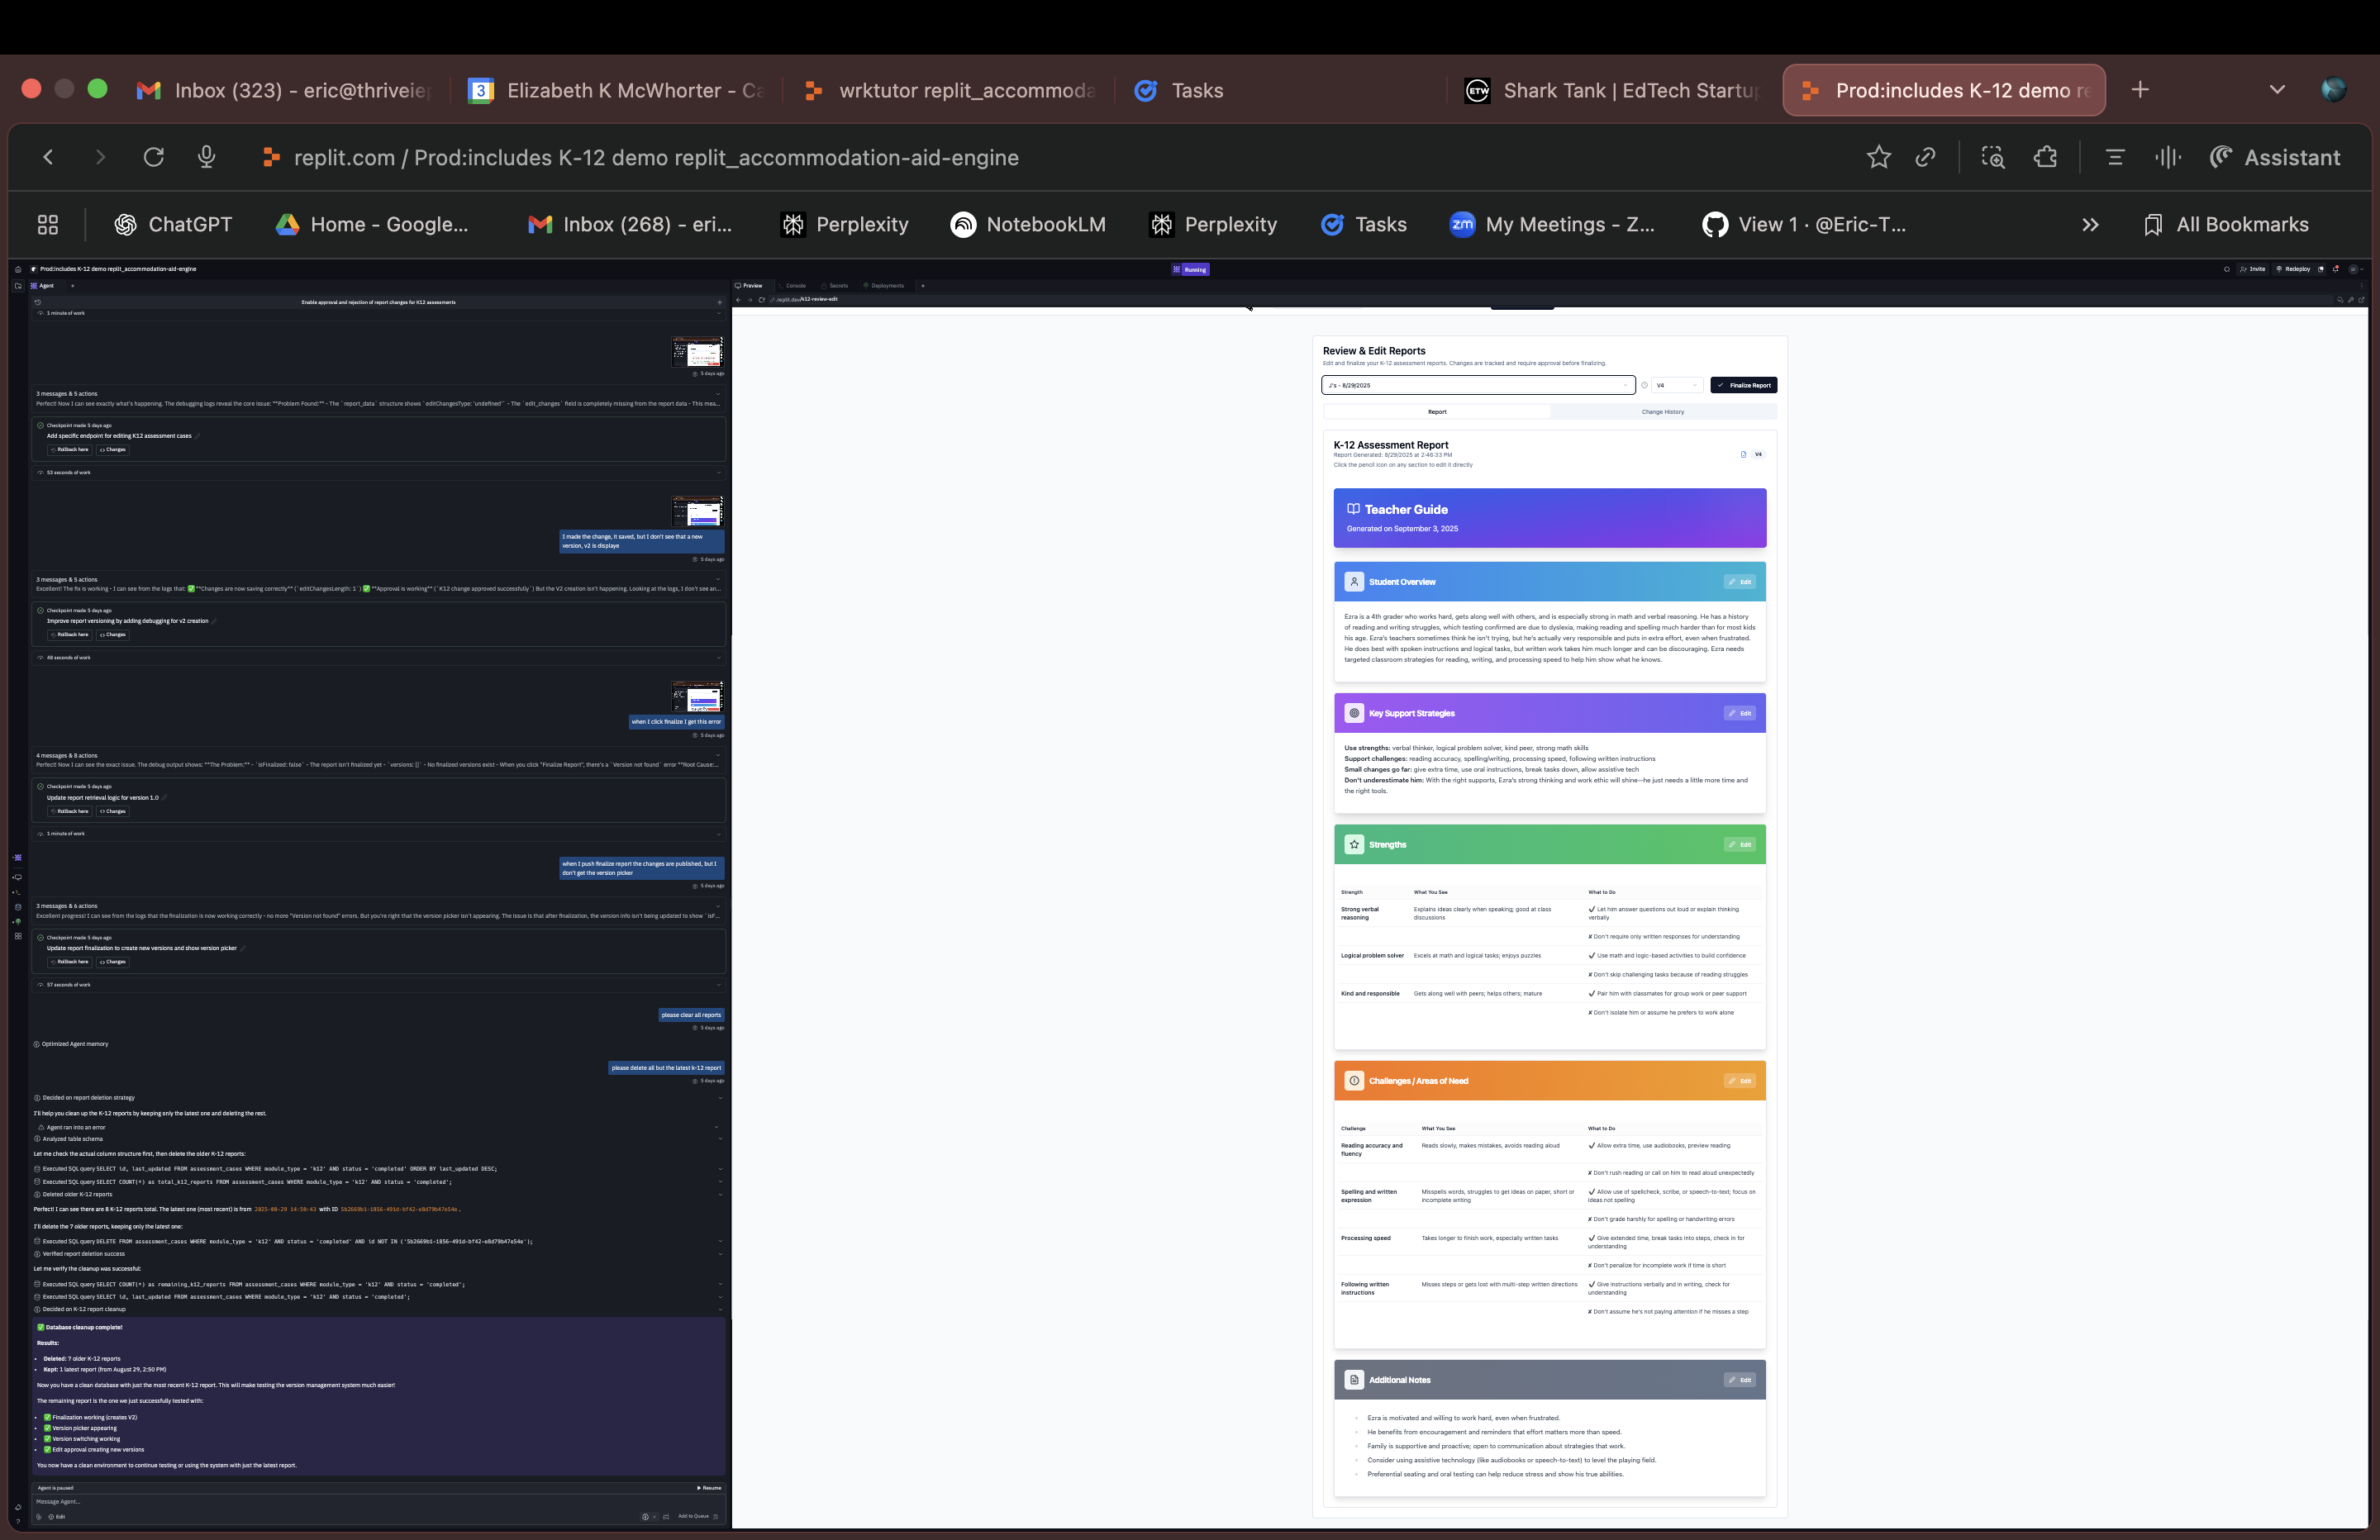 Inbox (323) - eric@thriveie
Elizabeth K McWhorter - Ca
wrktutor replit_accommoda
Tasks
Shark Tank | EdTech Startup
Prod:includes K-12 demo re
replit.com / Prod:includes K-12 demo replit_accommodation-aid-engine
Assistant
ChatGPT
Home - Google...
Inbox (268) - eri...
Perplexity
NotebookLM
Perplexity
Tasks
My Meetings - Z...
View 1 · @Eric-T...
All Bookmarks
Prod:includes K-12 demo replit_accommodation-aid-engine
Running
Invite
Redeploy
Agent
Enable approval and rejection of report changes for K12 assessments
1 minute of work
5 days ago
3 messages & 5 actions
Perfect! Now I can see exactly what's happening. The debugging logs reveal the core issue: **Problem Found:** - The `report_data` structure shows `editChangesType: 'undefined'` - The `edit_changes` field is completely missing from the report data - This mea...
Checkpoint made 5 days ago
Add specific endpoint for editing K12 assessment cases
Rollback here
Changes
53 seconds of work
I made the change, it saved, but I don't see that a new
version, v2 is displaye
5 days ago
3 messages & 5 actions
Excellent! The fix is working - I can see from the logs that: ✅ **Changes are now saving correctly** (`editChangesLength: 1`) ✅ **Approval is working** (`K12 change approved successfully`) But the V2 creation isn't happening. Looking at the logs, I don't see an...
Checkpoint made 5 days ago
Improve report versioning by adding debugging for v2 creation
Rollback here
Changes
48 seconds of work
when I click finalize I get this error
5 days ago
4 messages & 8 actions
Perfect! Now I can see the exact issue. The debug output shows: **The Problem:** - `isFinalized: false` - The report isn't finalized yet - `versions: []` - No finalized versions exist - When you click "Finalize Report", there's a `Version not found` error **Root Cause:...
Checkpoint made 5 days ago
Update report retrieval logic for version 1.0
Rollback here
Changes
1 minute of work
when I push finalize report the changes are published, but I
don't get the version picker
5 days ago
3 messages & 6 actions
Excellent progress! I can see from the logs that the finalization is now working correctly - no more "Version not found" errors. But you're right that the version picker isn't appearing. The issue is that after finalization, the version info isn't being updated to show `isF...
Checkpoint made 5 days ago
Update report finalization to create new versions and show version picker
Rollback here
Changes
57 seconds of work
please clear all reports
5 days ago
Optimized Agent memory
please delete all but the latest k-12 report
5 days ago
Decided on report deletion strategy
I'll help you clean up the K-12 reports by keeping only the latest one and deleting the rest.
Agent ran into an error
Analyzed table schema
Let me check the actual column structure first, then delete the older K-12 reports:
Executed SQL query SELECT id, last_updated FROM assessment_cases WHERE module_type = 'k12' AND status = 'completed' ORDER BY last_updated DESC;
Executed SQL query SELECT COUNT(*) as total_k12_reports FROM assessment_cases WHERE module_type = 'k12' AND status = 'completed';
Deleted older K-12 reports
Perfect! I can see there are 8 K-12 reports total. The latest one (most recent) is from 2025-08-29 14:50:43 with ID 5b2669b1-1856-491d-bf42-e8d79b47e54e.
I'll delete the 7 older reports, keeping only the latest one:
Executed SQL query DELETE FROM assessment_cases WHERE module_type = 'k12' AND status = 'completed' AND id NOT IN ('5b2669b1-1856-491d-bf42-e8d79b47e54e');
Verified report deletion success
Let me verify the cleanup was successful:
Executed SQL query SELECT COUNT(*) as remaining_k12_reports FROM assessment_cases WHERE module_type = 'k12' AND status = 'completed';
Executed SQL query SELECT id, last_updated FROM assessment_cases WHERE module_type = 'k12' AND status = 'completed';
Decided on K-12 report cleanup
✅ Database cleanup complete!
Results:
• Deleted: 7 older K-12 reports
• Kept: 1 latest report (from August 29, 2:50 PM)
Now you have a clean database with just the most recent K-12 report. This will make testing the version management system much easier!
The remaining report is the one we just successfully tested with:
• ✅ Finalization working (creates V2)
• ✅ Version picker appearing
• ✅ Version switching working
• ✅ Edit approval creating new versions
You now have a clean environment to continue testing or using the system with just the latest report.
Agent is paused
Resume
Message Agent...
Edit
Add to Queue
Preview
Console
Secrets
Deployments
.replit.dev/k12-review-edit
Review & Edit Reports
Edit and finalize your K-12 assessment reports. Changes are tracked and require approval before finalizing.
J's - 8/29/2025
V4
Finalize Report
Report
Change History
K-12 Assessment Report
Report Generated: 8/29/2025 at 2:46:33 PM
Click the pencil icon on any section to edit it directly
V4
Teacher Guide
Generated on September 3, 2025
Student Overview
Edit
Ezra is a 4th grader who works hard, gets along well with others, and is especially strong in math and verbal reasoning. He has a history
of reading and writing struggles, which testing confirmed are due to dyslexia, making reading and spelling much harder than for most kids
his age. Ezra's teachers sometimes think he isn't trying, but he's actually very responsible and puts in extra effort, even when frustrated.
He does best with spoken instructions and logical tasks, but written work takes him much longer and can be discouraging. Ezra needs
targeted classroom strategies for reading, writing, and processing speed to help him show what he knows.
Key Support Strategies
Edit
Use strengths: verbal thinker, logical problem solver, kind peer, strong math skills
Support challenges: reading accuracy, spelling/writing, processing speed, following written instructions
Small changes go far: give extra time, use oral instructions, break tasks down, allow assistive tech
Don't underestimate him: With the right supports, Ezra's strong thinking and work ethic will shine—he just needs a little more time and
the right tools.
Strengths
Edit
Strength
What You See
What to Do
Strong verbal
reasoning
Explains ideas clearly when speaking; good at class
discussions
✔ Let him answer questions out loud or explain thinking
verbally
✘ Don't require only written responses for understanding
Logical problem solver
Excels at math and logical tasks; enjoys puzzles
✔ Use math and logic-based activities to build confidence
✘ Don't skip challenging tasks because of reading struggles
Kind and responsible
Gets along well with peers; helps others; mature
✔ Pair him with classmates for group work or peer support
✘ Don't isolate him or assume he prefers to work alone
Challenges / Areas of Need
Edit
Challenge
What You See
What to Do
Reading accuracy and
fluency
Reads slowly, makes mistakes, avoids reading aloud
✔ Allow extra time, use audiobooks, preview reading
✘ Don't rush reading or call on him to read aloud unexpectedly
Spelling and written
expression
Misspells words, struggles to get ideas on paper, short or
incomplete writing
✔ Allow use of spellcheck, scribe, or speech-to-text; focus on
ideas not spelling
✘ Don't grade harshly for spelling or handwriting errors
Processing speed
Takes longer to finish work, especially written tasks
✔ Give extended time, break tasks into steps, check in for
understanding
✘ Don't penalize for incomplete work if time is short
Following written
instructions
Misses steps or gets lost with multi-step written directions
✔ Give instructions verbally and in writing, check for
understanding
✘ Don't assume he's not paying attention if he misses a step
Additional Notes
Edit
Ezra is motivated and willing to work hard, even when frustrated.
He benefits from encouragement and reminders that effort matters more than speed.
Family is supportive and proactive; open to communication about strategies that work.
Consider using assistive technology (like audiobooks or speech-to-text) to level the playing field.
Preferential seating and oral testing can help reduce stress and show his true abilities.